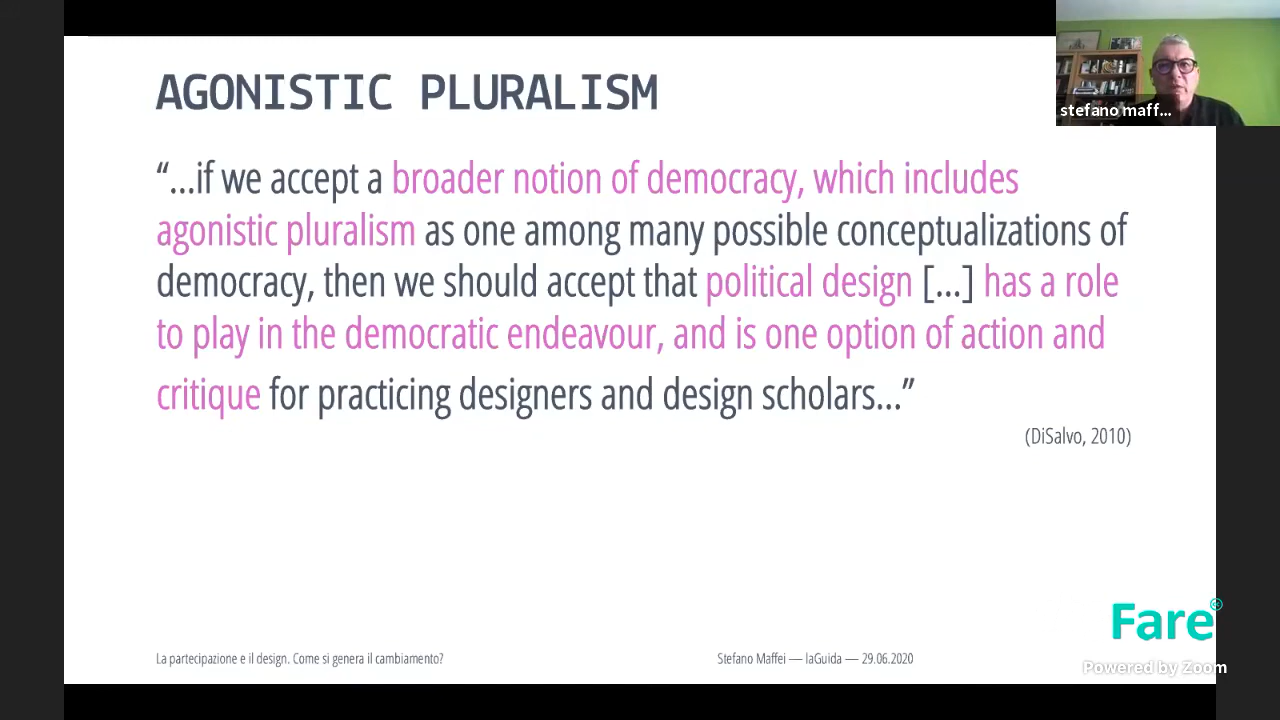 AGONISTIC PLURALISM
stefano maff...
“...if we accept a broader notion of democracy, which includes
agonistic pluralism as one among many possible conceptualizations of
democracy, then we should accept that political design [...] has a role
to play in the democratic endeavour, and is one option of action and
critique for practicing designers and design scholars...”
(DiSalvo, 2010)
Fare
La partecipazione e il design. Come si genera il cambiamento?
Stefano Maffei — laGuida — 29.06.2020
Powered by Zoom